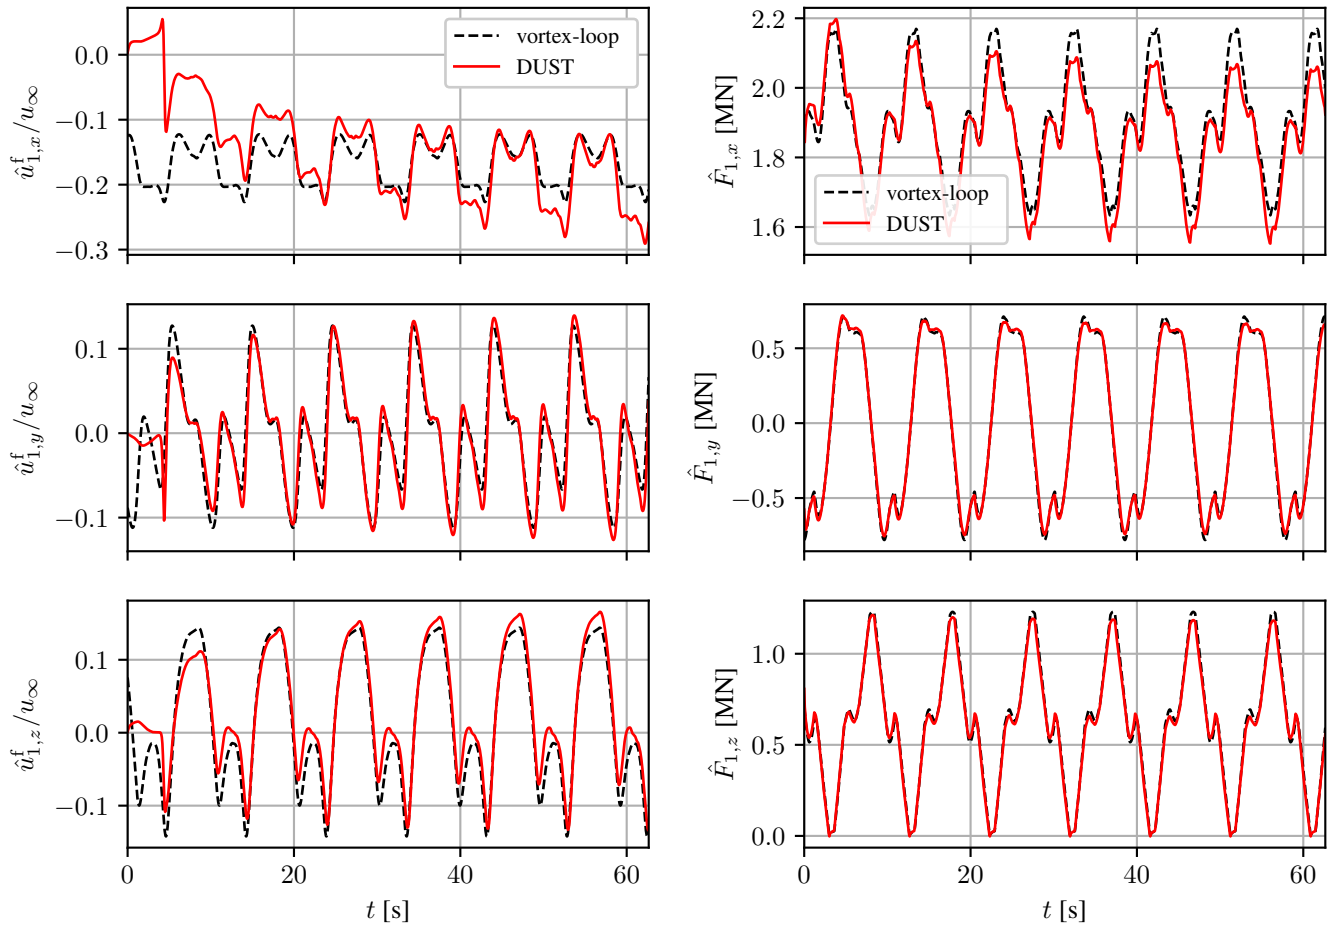 0.0
−0.1
−0.2
−0.3
û^f_{1,x}/u_∞
vortex-loop
DUST
2.2
2.0
1.8
1.6
F̂_{1,x} [MN]
vortex-loop
DUST
0.1
0.0
−0.1
û^f_{1,y}/u_∞
0.5
0.0
−0.5
F̂_{1,y} [MN]
0.1
0.0
−0.1
û^f_{1,z}/u_∞
0 20 40 60
t [s]
1.0
0.5
0.0
F̂_{1,z} [MN]
0 20 40 60
t [s]